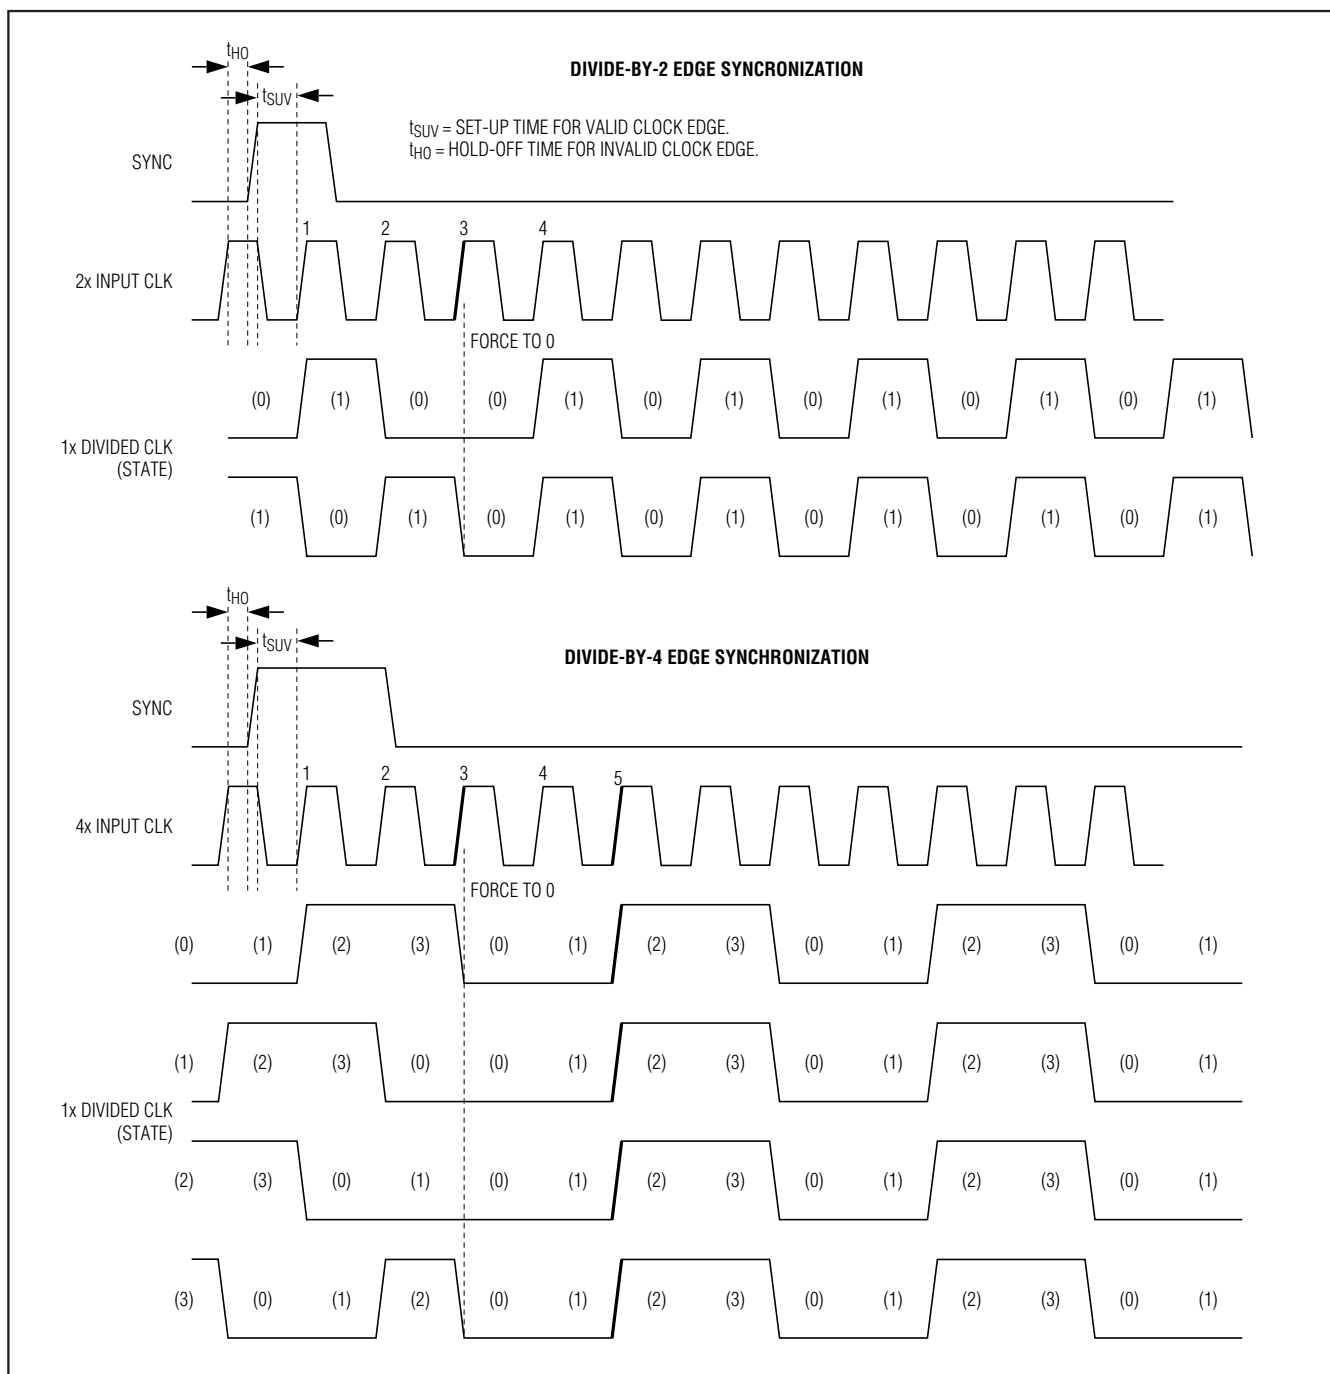 tHO
DIVIDE-BY-2 EDGE SYNCRONIZATION
tSUV
tSUV = SET-UP TIME FOR VALID CLOCK EDGE.
tHO = HOLD-OFF TIME FOR INVALID CLOCK EDGE.
SYNC
1 2 3 4
2x INPUT CLK
FORCE TO 0
(0) (1) (0) (0) (1) (0) (1) (0) (1) (0) (1) (0) (1)
1x DIVIDED CLK
(STATE)
(1) (0) (1) (0) (1) (0) (1) (0) (1) (0) (1) (0) (1)
tHO
tSUV
DIVIDE-BY-4 EDGE SYNCHRONIZATION
SYNC
1 2 3 4 5
4x INPUT CLK
FORCE TO 0
(0) (1) (2) (3) (0) (1) (2) (3) (0) (1) (2) (3) (0) (1)
(1) (2) (3) (0) (0) (1) (2) (3) (0) (1) (2) (3) (0) (1)
1x DIVIDED CLK
(STATE)
(2) (3) (0) (1) (0) (1) (2) (3) (0) (1) (2) (3) (0) (1)
(3) (0) (1) (2) (0) (1) (2) (3) (0) (1) (2) (3) (0) (1)